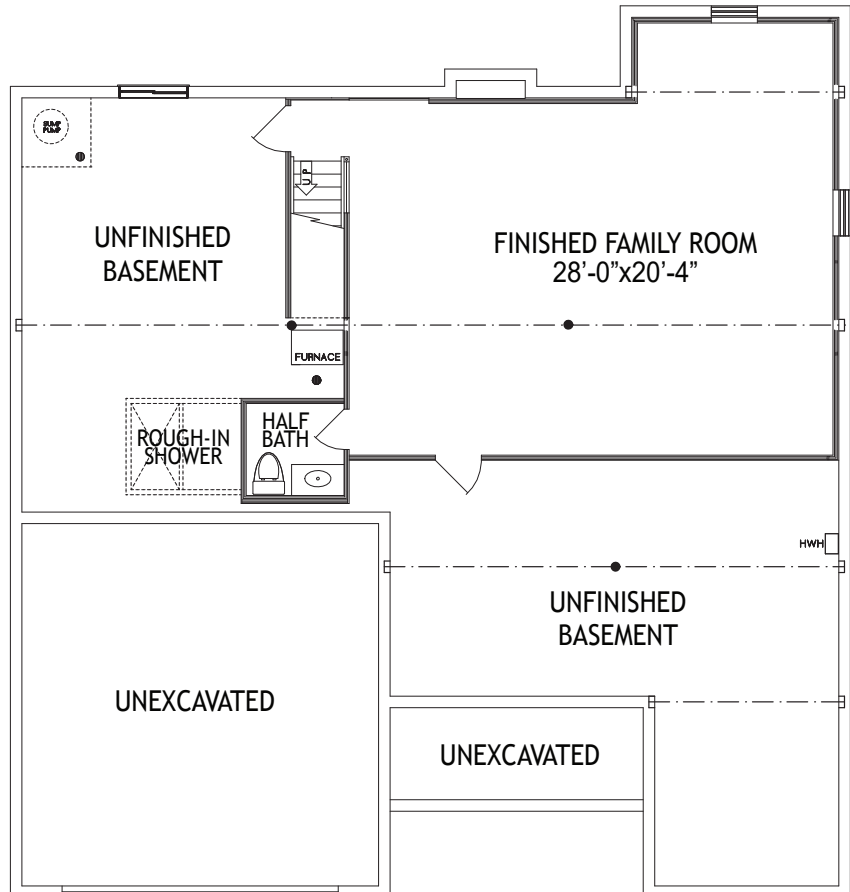 SUMP
PUMP
UP
UNFINISHED
BASEMENT
FINISHED FAMILY ROOM
28’-0”x20’-4”
FURNACE
HALF
BATH
ROUGH-IN
SHOWER
HWH
UNFINISHED
BASEMENT
UNEXCAVATED
UNEXCAVATED